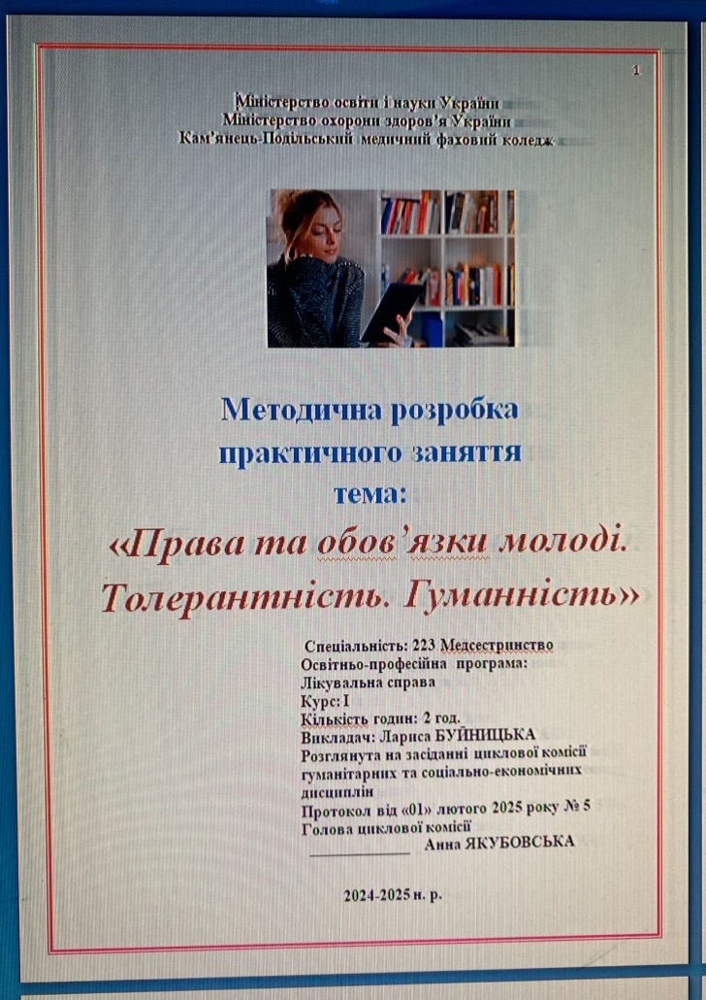 1
Міністерство освіти і науки України
Міністерство охорони здоров’я України
Кам’янець-Подільський медичний фаховий коледж
Методична розробка
практичного заняття
тема:
«Права та обов’язки молоді.
Толерантність. Гуманність»
Спеціальність: 223 Медсестринство
Освітньо-професійна програма:
Лікувальна справа
Курс: І
Кількість годин: 2 год.
Викладач: Лариса БУЙНИЦЬКА
Розглянута на засіданні циклової комісії
гуманітарних та соціально-економічних
дисциплін
Протокол від «01» лютого 2025 року № 5
Голова циклової комісії
____________ Анна ЯКУБОВСЬКА
2024-2025 н. р.